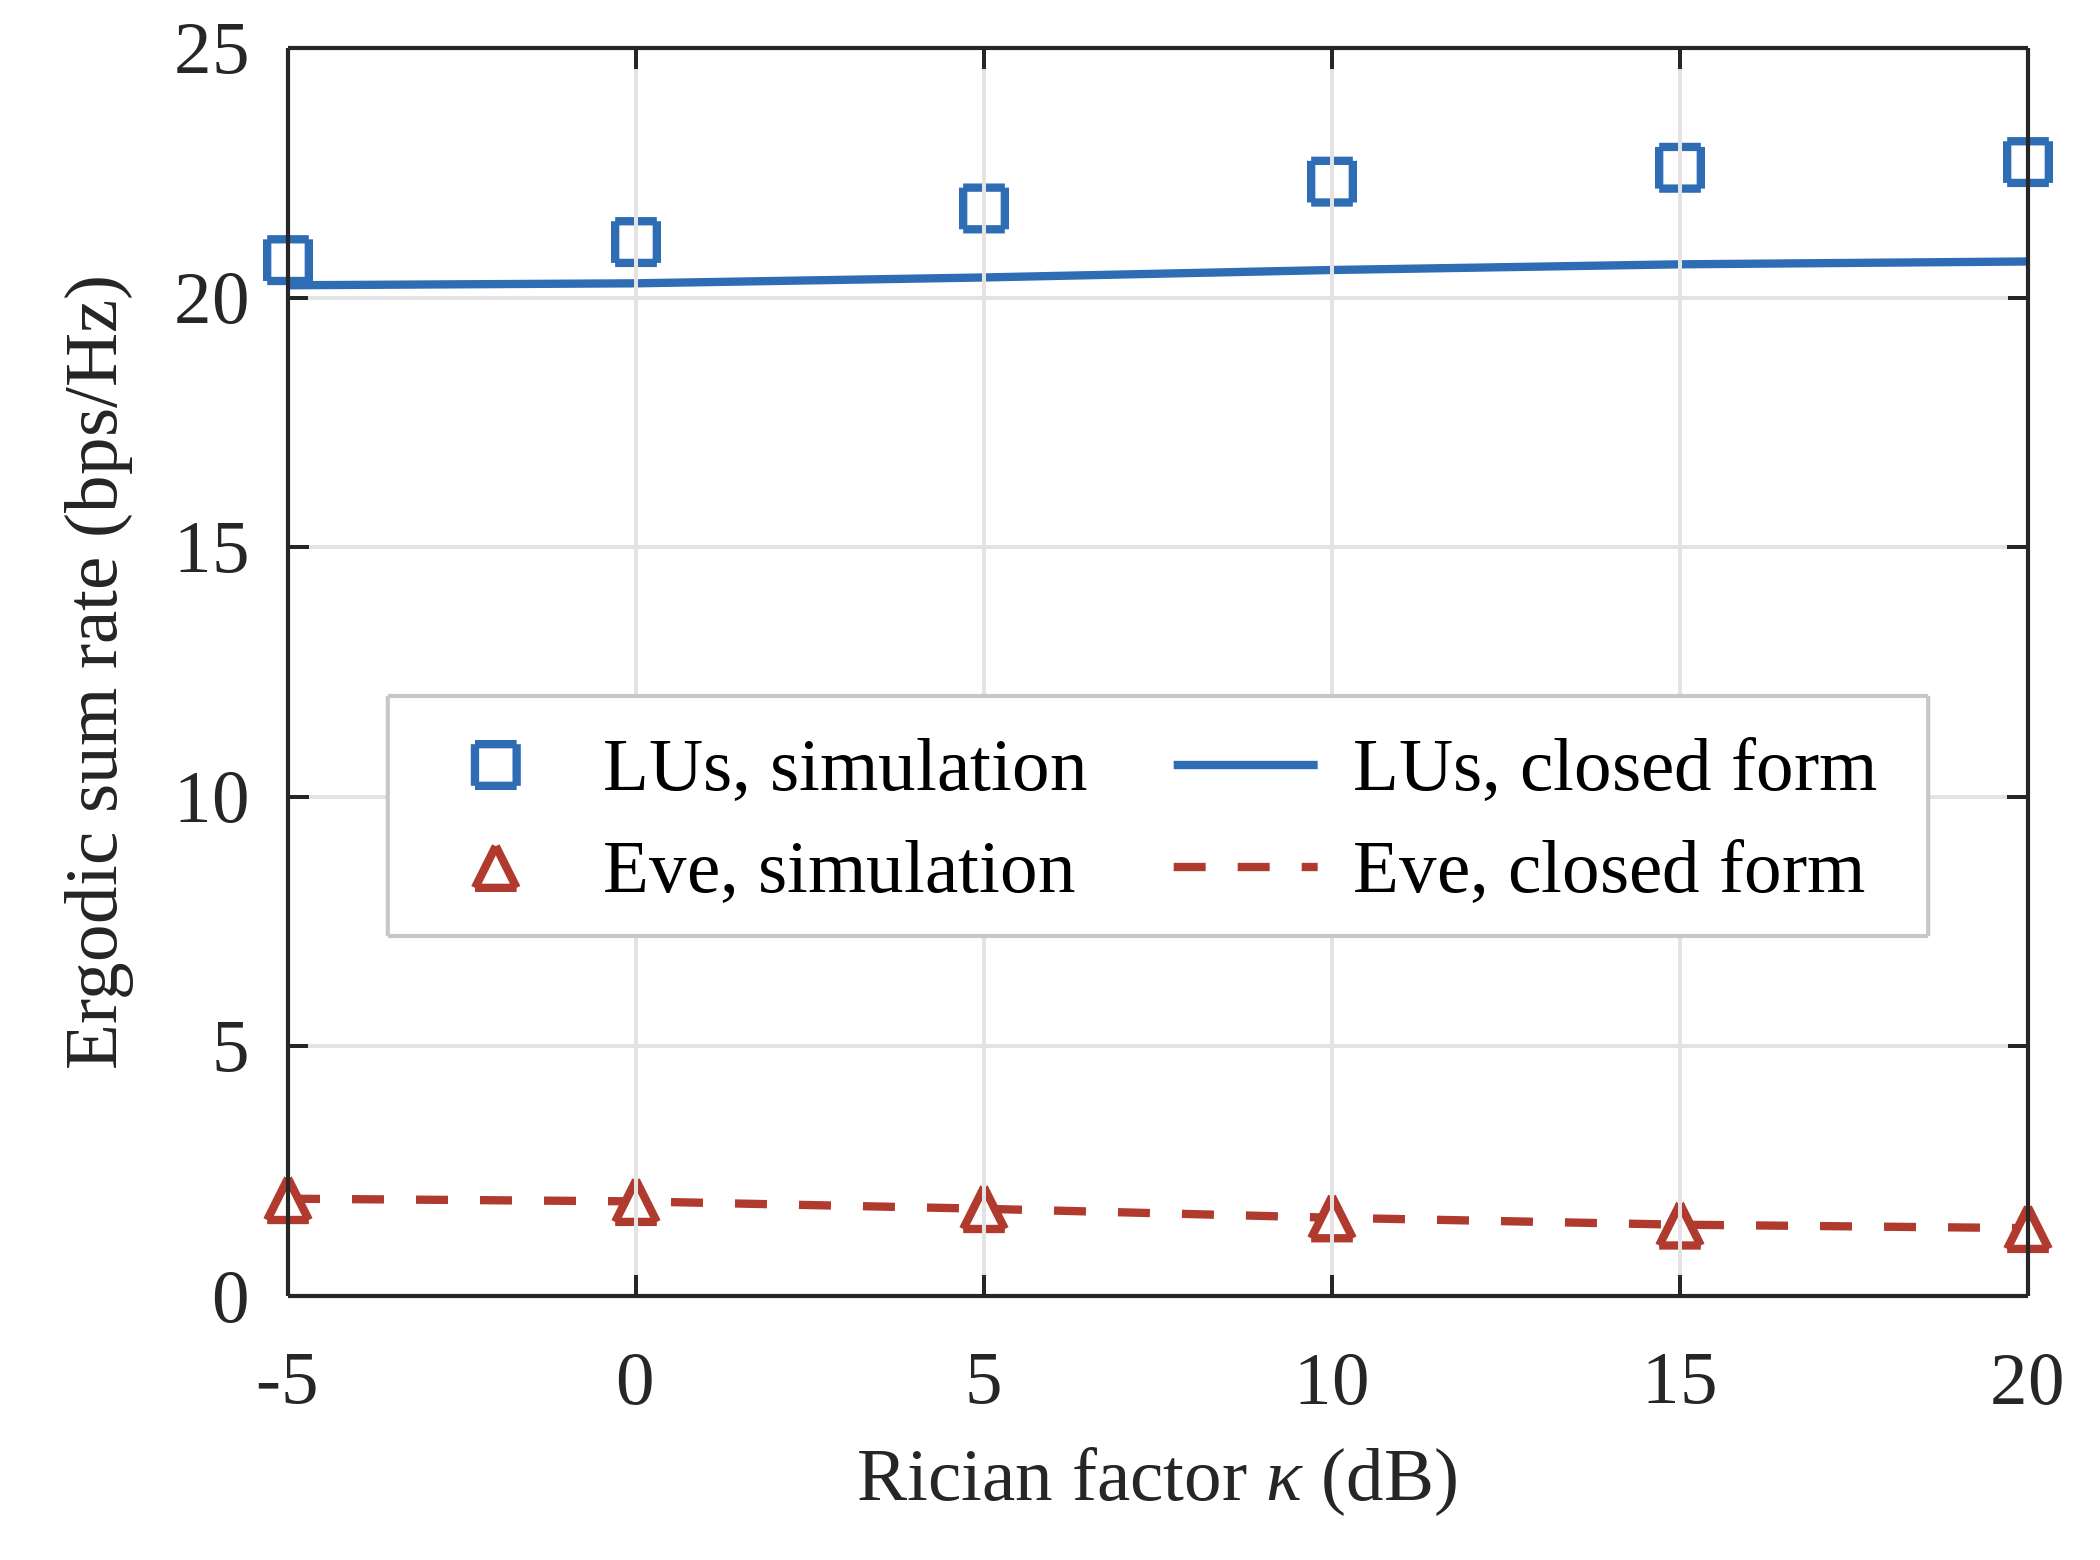 25
20
15
10
5
0
Ergodic sum rate (bps/Hz)
LUs, simulation
LUs, closed form
Eve, simulation
Eve, closed form
-5 0 5 10 15 20
Rician factor κ (dB)